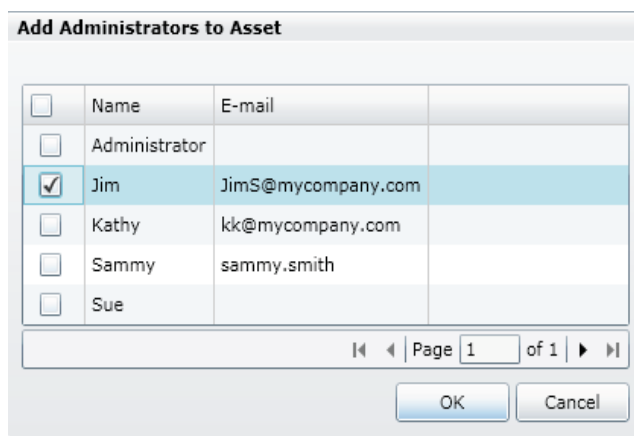 Add Administrators to Asset
Name E-mail
Administrator
Jim JimS@mycompany.com
Kathy kk@mycompany.com
Sammy sammy.smith
Sue
Page 1 of 1
OK Cancel